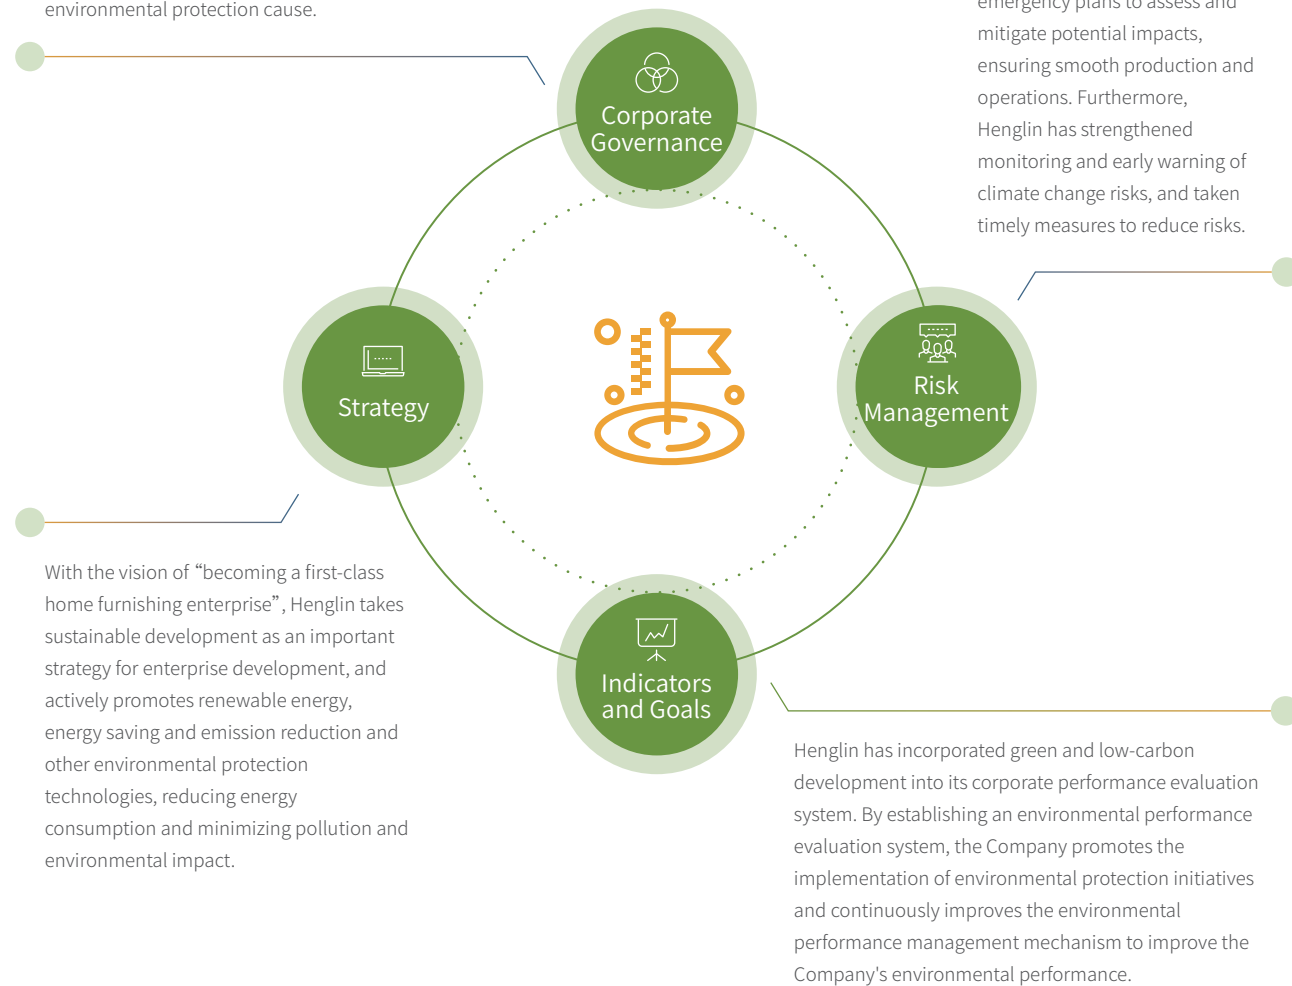 environmental protection cause.
emergency plans to assess and
mitigate potential impacts,
ensuring smooth production and
operations. Furthermore,
Henglin has strengthened
monitoring and early warning of
climate change risks, and taken
timely measures to reduce risks.
Corporate
Governance
Strategy
Risk
Management
Indicators
and Goals
With the vision of “becoming a first-class
home furnishing enterprise”, Henglin takes
sustainable development as an important
strategy for enterprise development, and
actively promotes renewable energy,
energy saving and emission reduction and
other environmental protection
technologies, reducing energy
consumption and minimizing pollution and
environmental impact.
Henglin has incorporated green and low-carbon
development into its corporate performance evaluation
system. By establishing an environmental performance
evaluation system, the Company promotes the
implementation of environmental protection initiatives
and continuously improves the environmental
performance management mechanism to improve the
Company's environmental performance.